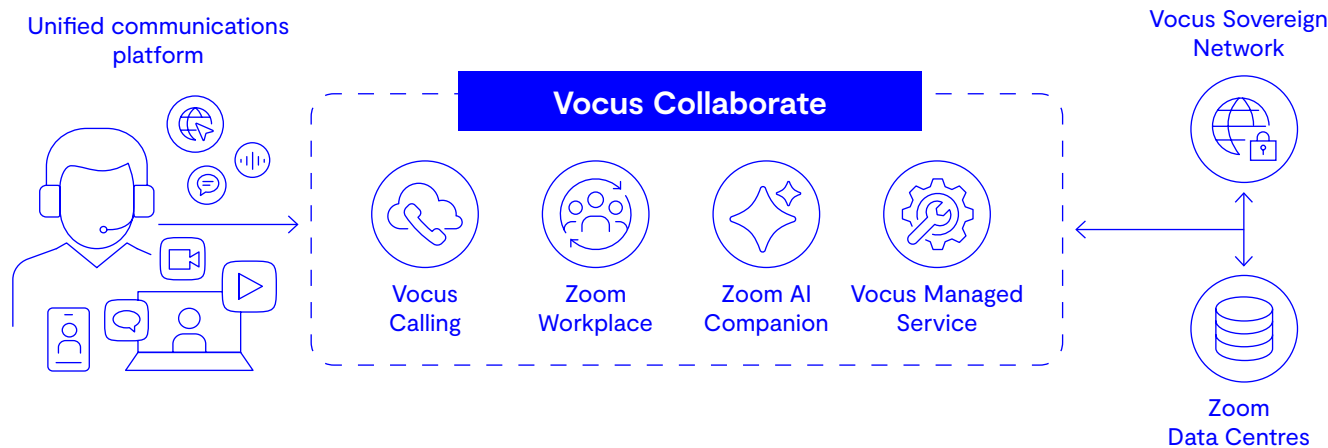 Unified communications
platform
Vocus Collaborate
Vocus
Calling
Zoom
Workplace
Zoom AI
Companion
Vocus Managed
Service
Vocus Sovereign
Network
Zoom
Data Centres